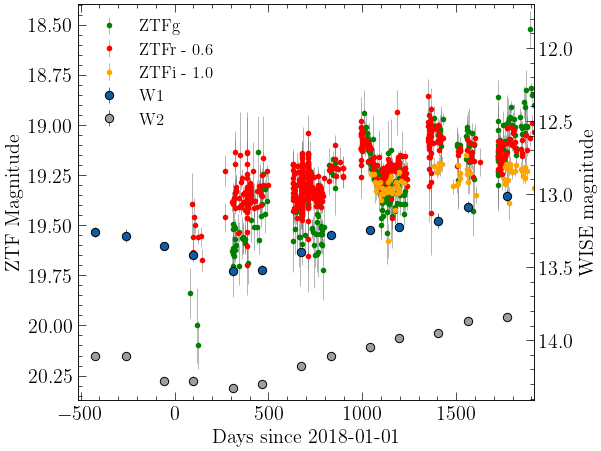 ZTFg
ZTFr - 0.6
ZTFi - 1.0
W1
W2
18.50
18.75
19.00
19.25
19.50
19.75
20.00
20.25
ZTF Magnitude
12.0
12.5
13.0
13.5
14.0
WISE magnitude
−500 0 500 1000 1500
Days since 2018-01-01